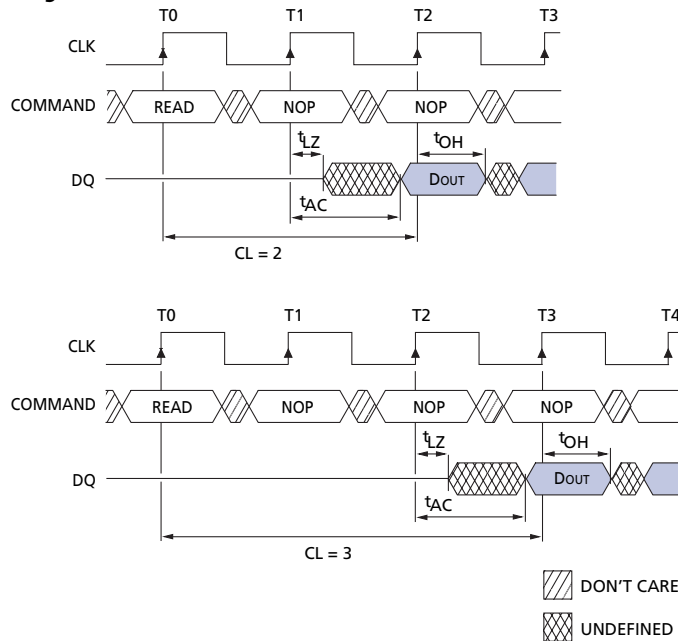 T0 T1 T2 T3
CLK
COMMAND READ NOP NOP
tLZ tOH
DQ DOUT
tAC
CL = 2
T0 T1 T2 T3 T4
CLK
COMMAND READ NOP NOP NOP
tLZ tOH
DQ DOUT
tAC
CL = 3
DON'T CARE
UNDEFINED